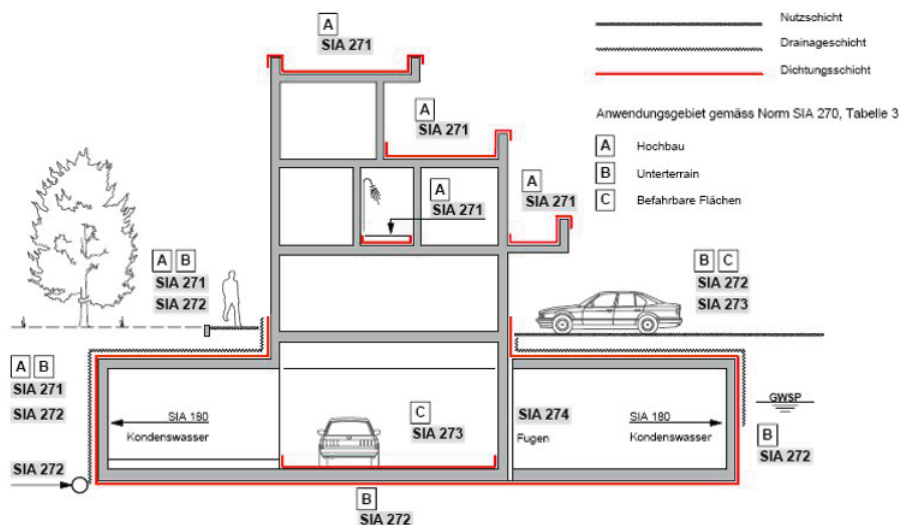 A
SIA 271
Nutzschicht
Drainageschicht
Dichtungsschicht
Anwendungsgebiet gemäss Norm SIA 270, Tabelle 3
A Hochbau
B Unterterrain
C Befahrbare Flächen
A
SIA 271
A
SIA 271
A
SIA 271
A B
SIA 271
SIA 272
B C
SIA 272
SIA 273
A B
SIA 271
SIA 272
SIA 180
Kondenswasser
C
SIA 273
SIA 274
Fugen
SIA 180
Kondenswasser
GWSP
B
SIA 272
SIA 272
B
SIA 272